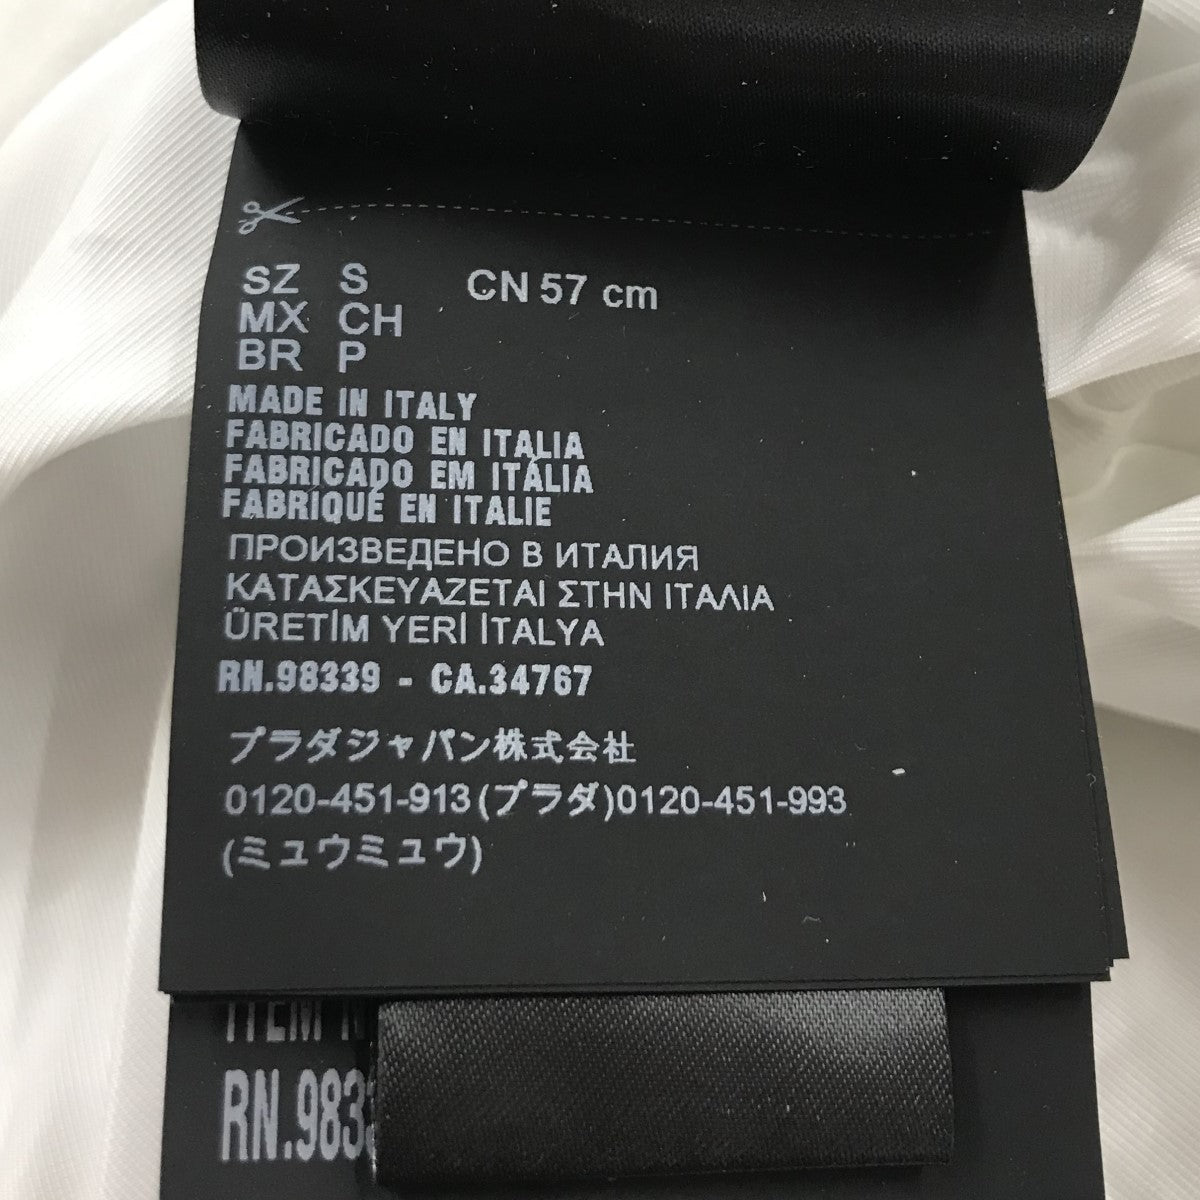 SZ S CN 57 cm
MX CH
BR P
MADE IN ITALY
FABRICADO EN ITALIA
FABRICADO EM ITÁLIA
FABRIQUÉ EN ITALIE
ПРОИЗВЕДЕНО В ИТАЛИЯ
ΚΑΤΑΣΚΕΥΑΖΕΤΑΙ ΣΤΗΝ ΙΤΑΛΙΑ
ÜRETİM YERİ İTALYA
RN.98339 - CA.34767
プラダジャパン株式会社
0120-451-913(プラダ)0120-451-993
(ミュウミュウ)
ITEM
RN.983